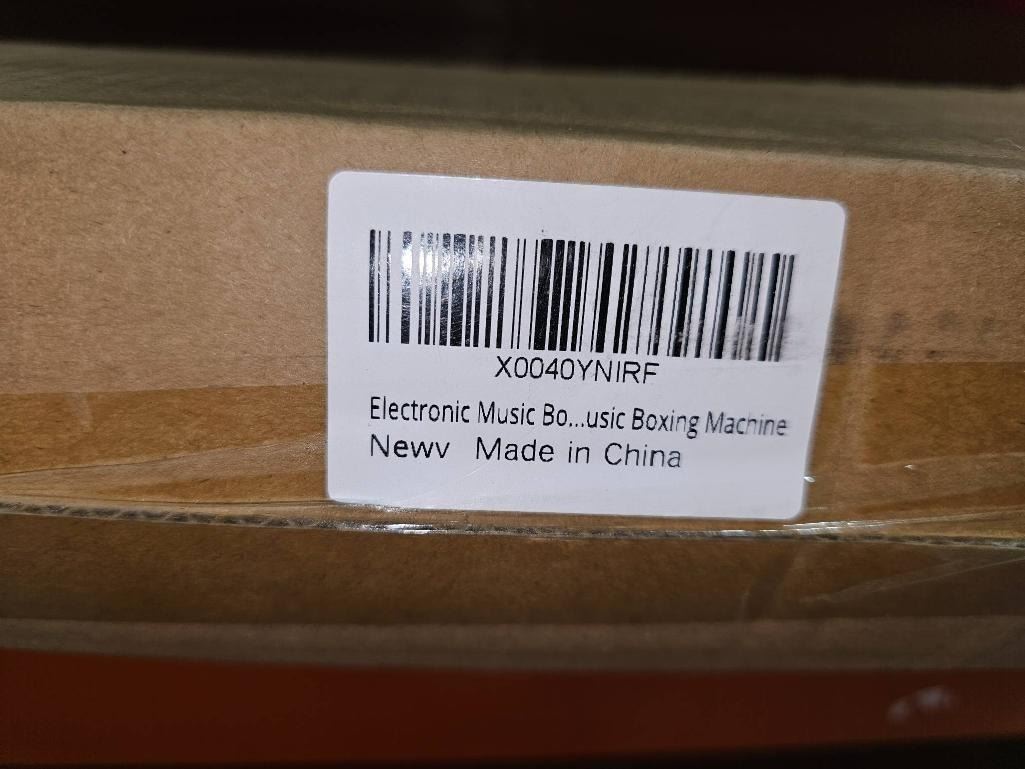 X0040YNIRF
Electronic Music Bo...usic Boxing Machine
Newv Made in China